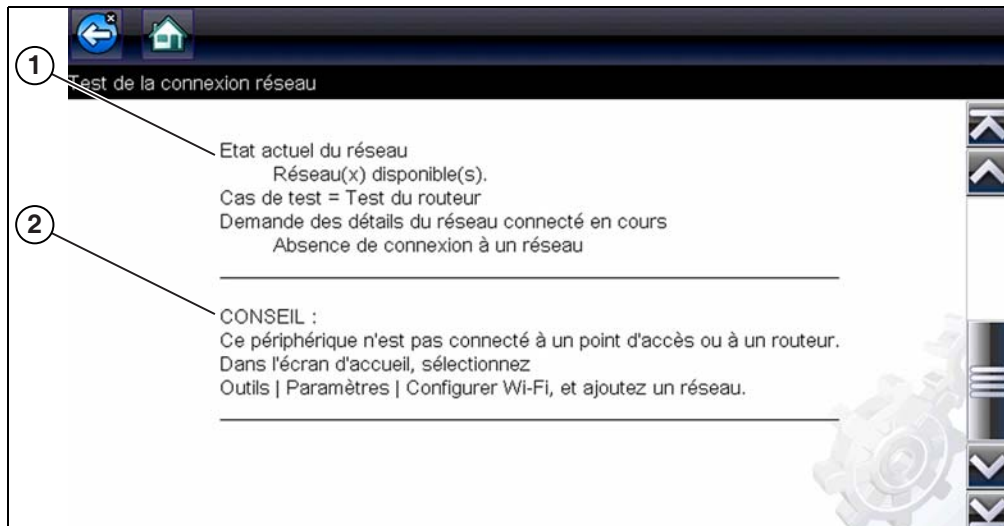 Test de la connexion réseau
1
Etat actuel du réseau
Réseau(x) disponible(s).
Cas de test = Test du routeur
Demande des détails du réseau connecté en cours
Absence de connexion à un réseau
2
CONSEIL :
Ce périphérique n'est pas connecté à un point d'accès ou à un routeur.
Dans l'écran d'accueil, sélectionnez
Outils | Paramètres | Configurer Wi-Fi, et ajoutez un réseau.